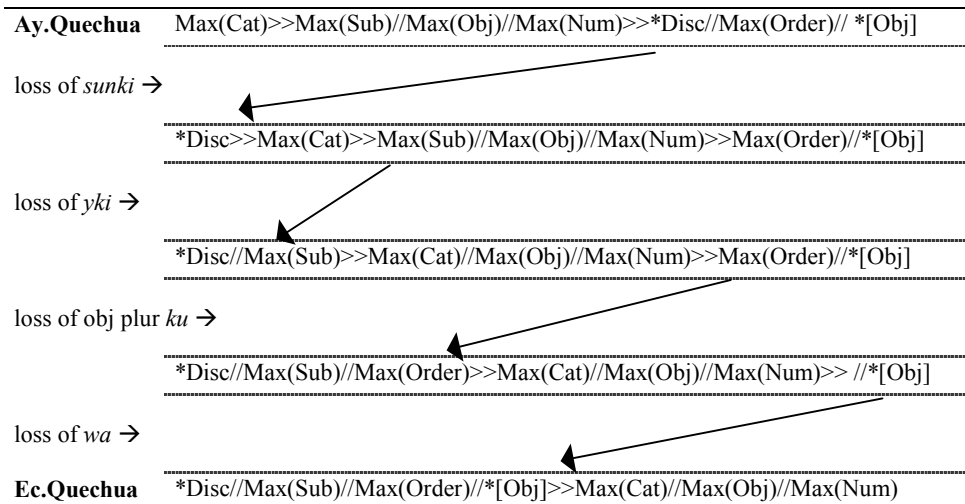 Ay.Quechua Max(Cat)>>Max(Sub)//Max(Obj)//Max(Num)>>*Disc//Max(Order)// *[Obj]
loss of sunki →
*Disc>>Max(Cat)>>Max(Sub)//Max(Obj)//Max(Num)>>Max(Order)//*[Obj]
loss of yki →
*Disc//Max(Sub)>>Max(Cat)//Max(Obj)//Max(Num)>>Max(Order)//*[Obj]
loss of obj plur ku →
*Disc//Max(Sub)//Max(Order)>>Max(Cat)//Max(Obj)//Max(Num)>> //*[Obj]
loss of wa →
Ec.Quechua *Disc//Max(Sub)//Max(Order)//*[Obj]>>Max(Cat)//Max(Obj)//Max(Num)